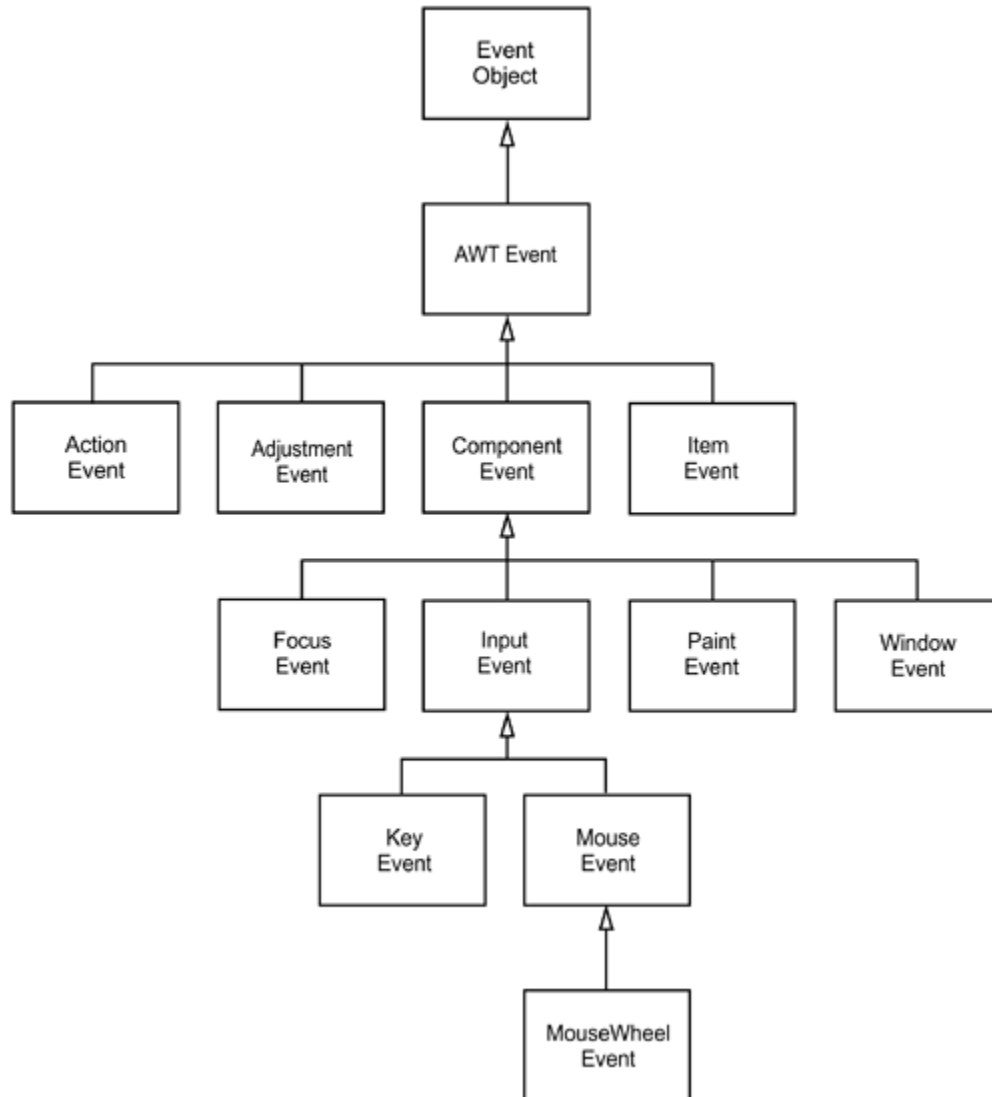 Event
Object
AWT Event
Action
Event
Adjustment
Event
Component
Event
Item
Event
Focus
Event
Input
Event
Paint
Event
Window
Event
Key
Event
Mouse
Event
MouseWheel
Event